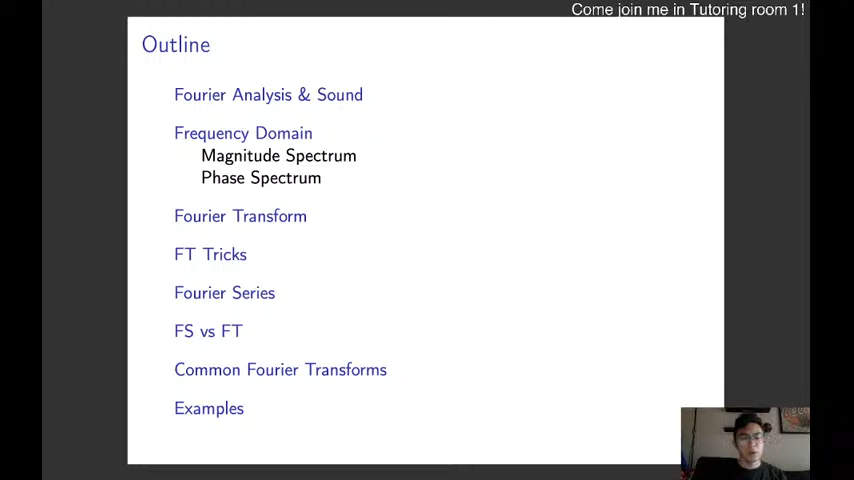 Come join me in Tutoring room 1!
Outline
Fourier Analysis & Sound
Frequency Domain
Magnitude Spectrum
Phase Spectrum
Fourier Transform
FT Tricks
Fourier Series
FS vs FT
Common Fourier Transforms
Examples